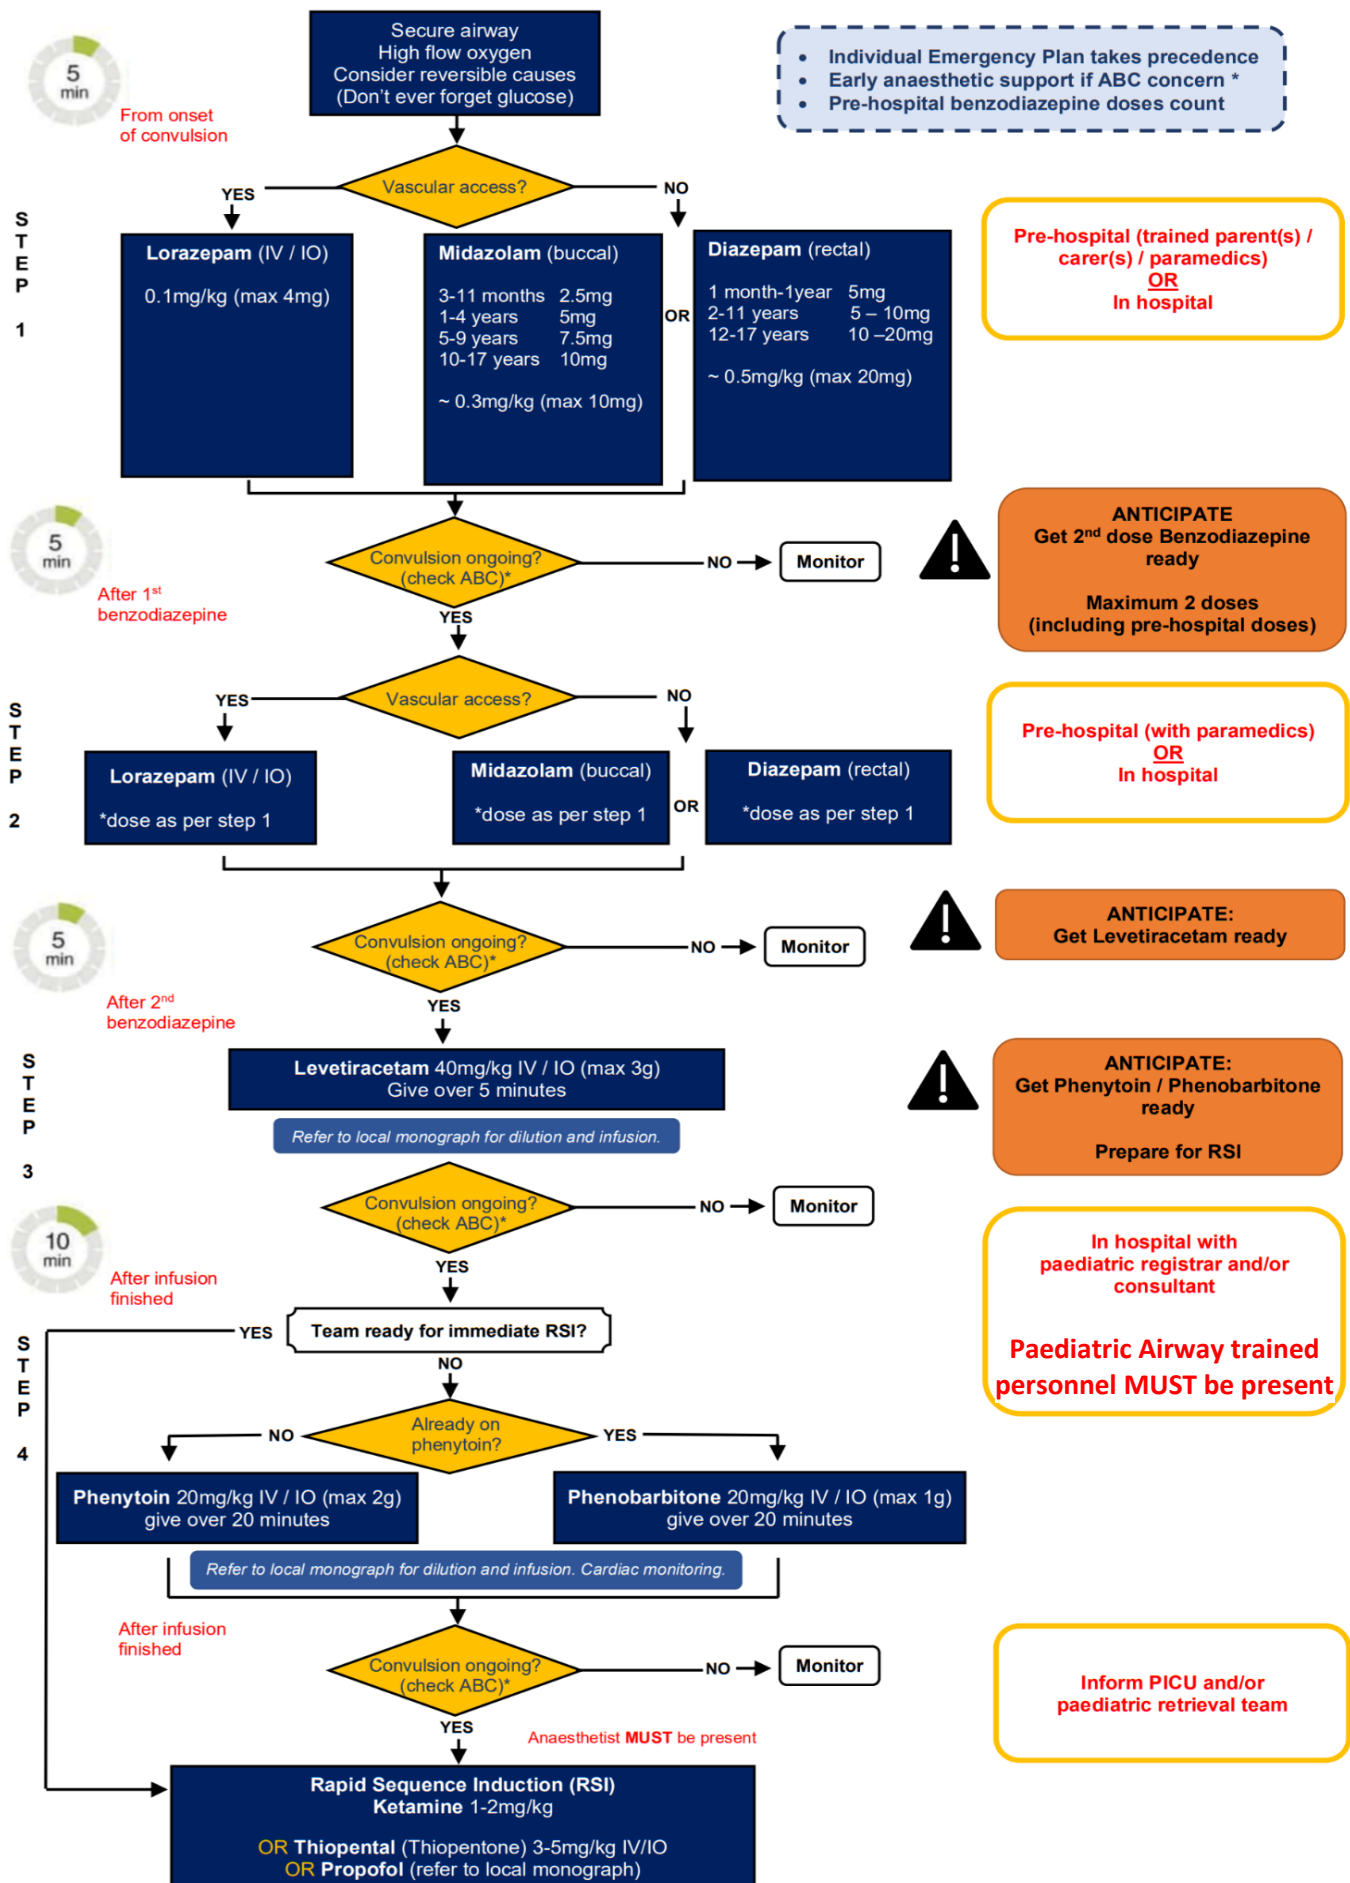 Secure airway
High flow oxygen
Consider reversible causes
(Don't ever forget glucose)
• Individual Emergency Plan takes precedence
• Early anaesthetic support if ABC concern *
• Pre-hospital benzodiazepine doses count
5
min
From onset
of convulsion
Vascular access?
YES
NO
STEP 1
Lorazepam (IV / IO)
0.1mg/kg (max 4mg)
Midazolam (buccal)
3-11 months 2.5mg
1-4 years 5mg
5-9 years 7.5mg
10-17 years 10mg
~ 0.3mg/kg (max 10mg)
OR
Diazepam (rectal)
1 month-1year 5mg
2-11 years 5 – 10mg
12-17 years 10 –20mg
~ 0.5mg/kg (max 20mg)
Pre-hospital (trained parent(s) /
carer(s) / paramedics)
OR
In hospital
5
min
After 1st
benzodiazepine
Convulsion ongoing?
(check ABC)*
NO
Monitor
YES
!
ANTICIPATE
Get 2nd dose Benzodiazepine
ready
Maximum 2 doses
(including pre-hospital doses)
Vascular access?
YES
NO
STEP 2
Lorazepam (IV / IO)
*dose as per step 1
Midazolam (buccal)
*dose as per step 1
OR
Diazepam (rectal)
*dose as per step 1
Pre-hospital (with paramedics)
OR
In hospital
5
min
After 2nd
benzodiazepine
Convulsion ongoing?
(check ABC)*
NO
Monitor
YES
!
ANTICIPATE:
Get Levetiracetam ready
STEP 3
Levetiracetam 40mg/kg IV / IO (max 3g)
Give over 5 minutes
Refer to local monograph for dilution and infusion.
!
ANTICIPATE:
Get Phenytoin / Phenobarbitone
ready
Prepare for RSI
10
min
After infusion
finished
Convulsion ongoing?
(check ABC)*
NO
Monitor
YES
In hospital with
paediatric registrar and/or
consultant
Paediatric Airway trained
personnel MUST be present
STEP 4
Team ready for immediate RSI?
YES
NO
Already on
phenytoin?
NO
YES
Phenytoin 20mg/kg IV / IO (max 2g)
give over 20 minutes
Phenobarbitone 20mg/kg IV / IO (max 1g)
give over 20 minutes
Refer to local monograph for dilution and infusion. Cardiac monitoring.
After infusion
finished
Convulsion ongoing?
(check ABC)*
NO
Monitor
YES
Anaesthetist MUST be present
Inform PICU and/or
paediatric retrieval team
Rapid Sequence Induction (RSI)
Ketamine 1-2mg/kg
OR Thiopental (Thiopentone) 3-5mg/kg IV/IO
OR Propofol (refer to local monograph)